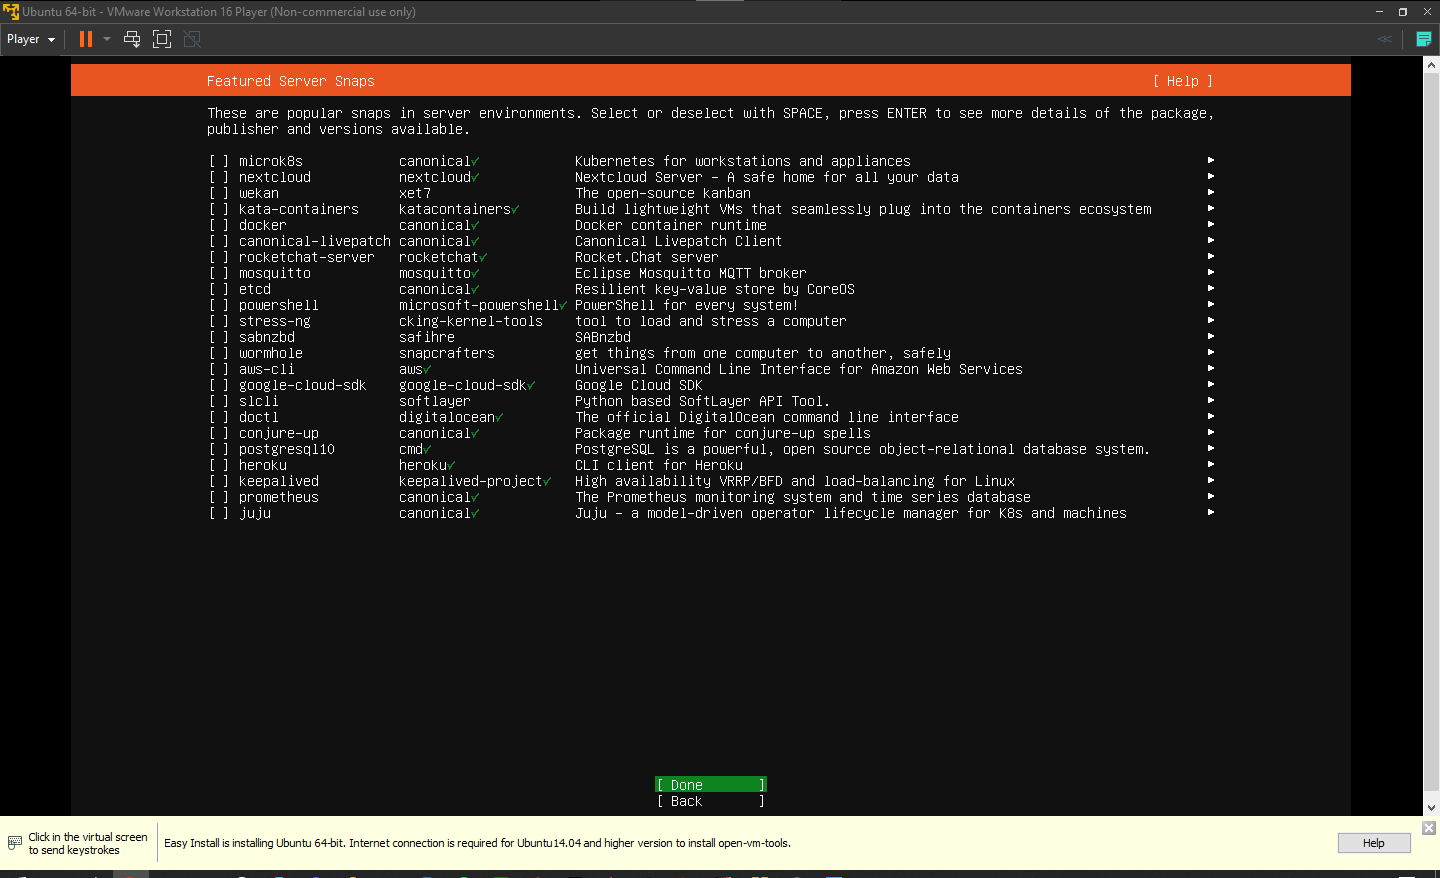 Ubuntu 64-bit - VMware Workstation 16 Player (Non-commercial use only)
Player
Featured Server Snaps [ Help ]
These are popular snaps in server environments. Select or deselect with SPACE, press ENTER to see more details of the package,
publisher and versions available.
[ ] microk8s canonical✓ Kubernetes for workstations and appliances ►
[ ] nextcloud nextcloud✓ Nextcloud Server - A safe home for all your data ►
[ ] wekan xet7 The open-source kanban ►
[ ] kata-containers katacontainers✓ Build lightweight VMs that seamlessly plug into the containers ecosystem ►
[ ] docker canonical✓ Docker container runtime ►
[ ] canonical-livepatch canonical✓ Canonical Livepatch Client ►
[ ] rocketchat-server rocketchat✓ Rocket.Chat server ►
[ ] mosquitto mosquitto✓ Eclipse Mosquitto MQTT broker ►
[ ] etcd canonical✓ Resilient key-value store by CoreOS ►
[ ] powershell microsoft-powershell✓ PowerShell for every system! ►
[ ] stress-ng cking-kernel-tools tool to load and stress a computer ►
[ ] sabnzbd safihre SABnzbd ►
[ ] wormhole snapcrafters get things from one computer to another, safely ►
[ ] aws-cli aws✓ Universal Command Line Interface for Amazon Web Services ►
[ ] google-cloud-sdk google-cloud-sdk✓ Google Cloud SDK ►
[ ] slcli softlayer Python based SoftLayer API Tool. ►
[ ] doctl digitalocean✓ The official DigitalOcean command line interface ►
[ ] conjure-up canonical✓ Package runtime for conjure-up spells ►
[ ] postgresql10 cmd✓ PostgreSQL is a powerful, open source object-relational database system. ►
[ ] heroku heroku✓ CLI client for Heroku ►
[ ] keepalived keepalived-project✓ High availability VRRP/BFD and load-balancing for Linux ►
[ ] prometheus canonical✓ The Prometheus monitoring system and time series database ►
[ ] juju canonical✓ Juju - a model-driven operator lifecycle manager for K8s and machines ►
[ Done ]
[ Back ]
Click in the virtual screen
to send keystrokes
Easy Install is installing Ubuntu 64-bit. Internet connection is required for Ubuntu14.04 and higher version to install open-vm-tools.
Help